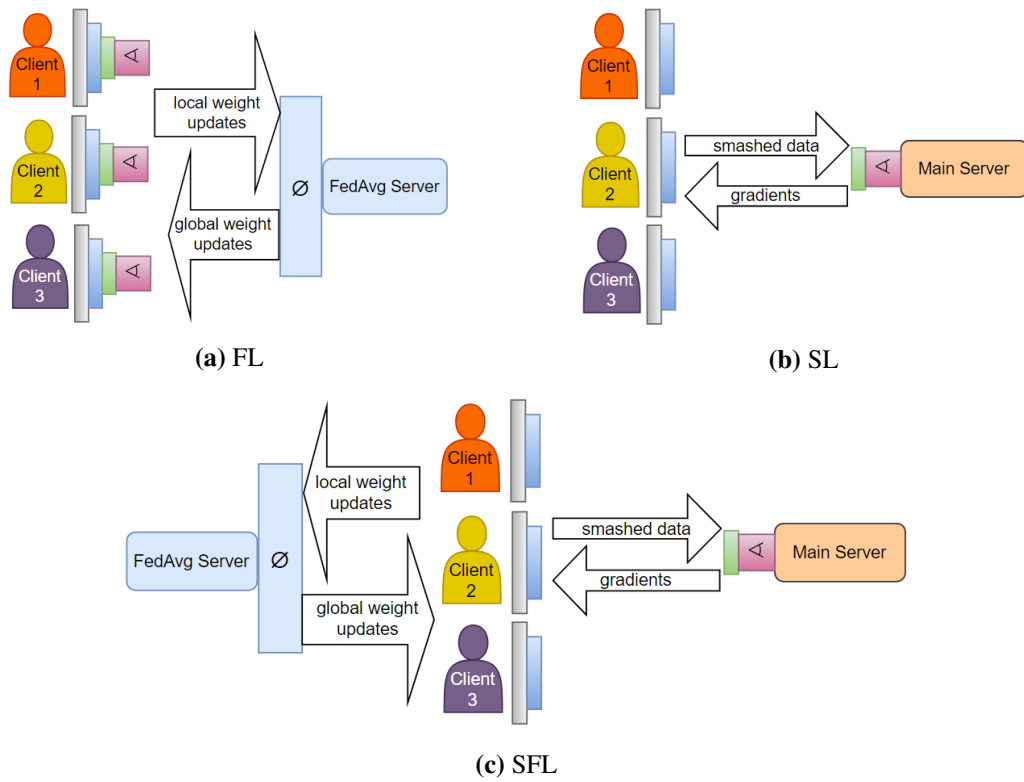 Client
1
Client
2
Client
3
∀
∀
∀
local weight
updates
global weight
updates
Ø
FedAvg Server
(a) FL
Client
1
Client
2
Client
3
smashed data
gradients
∀
Main Server
(b) SL
FedAvg Server
Ø
local weight
updates
global weight
updates
Client
1
Client
2
Client
3
smashed data
gradients
∀
Main Server
(c) SFL